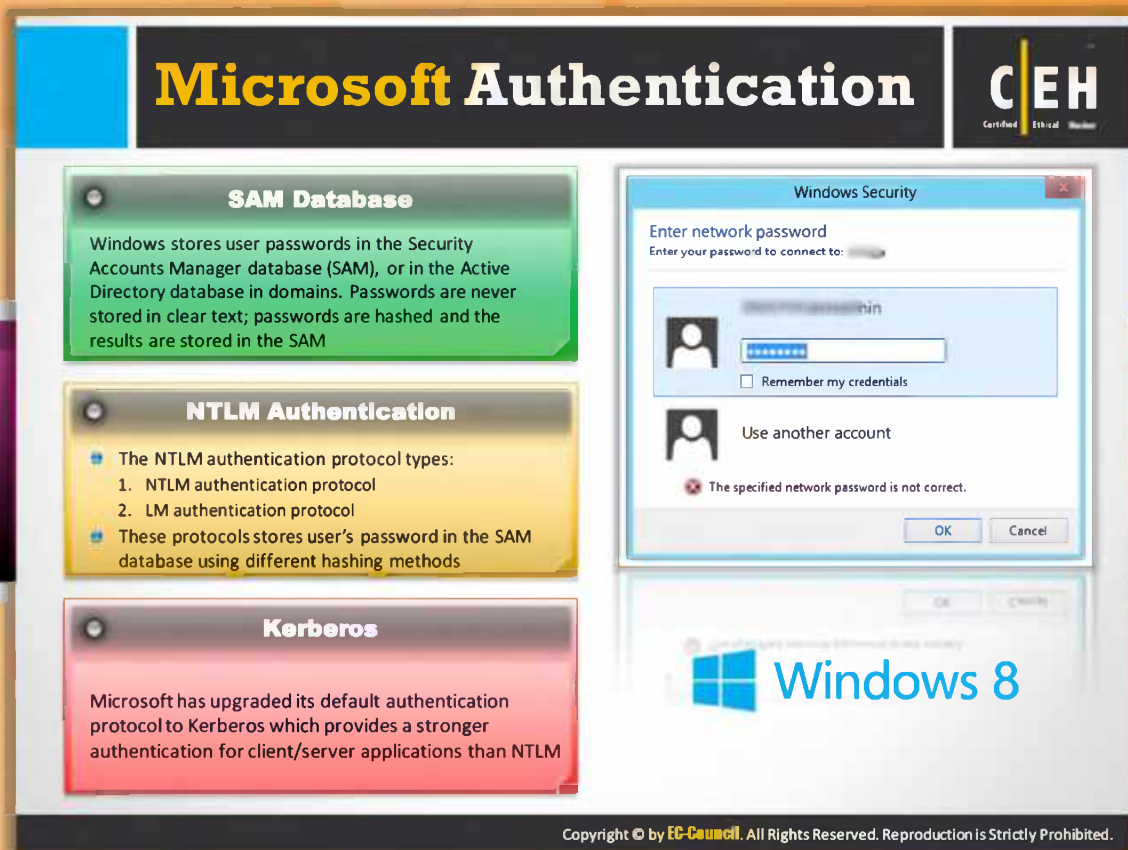 Microsoft Authentication
C EH
Certified Ethical
SAM Database
Windows stores user passwords in the Security
Accounts Manager database (SAM), or in the Active
Directory database in domains. Passwords are never
stored in clear text; passwords are hashed and the
results are stored in the SAM
NTLM Authentication
The NTLM authentication protocol types:
1. NTLM authentication protocol
2. LM authentication protocol
These protocols stores user's password in the SAM
database using different hashing methods
Kerberos
Microsoft has upgraded its default authentication
protocol to Kerberos which provides a stronger
authentication for client/server applications than NTLM
Windows Security
x
Enter network password
Enter your password to connect to:
Remember my credentials
Use another account
The specified network password is not correct.
OK
Cancel
Windows 8
Copyright © by EC-Council. All Rights Reserved. Reproduction is Strictly Prohibited.